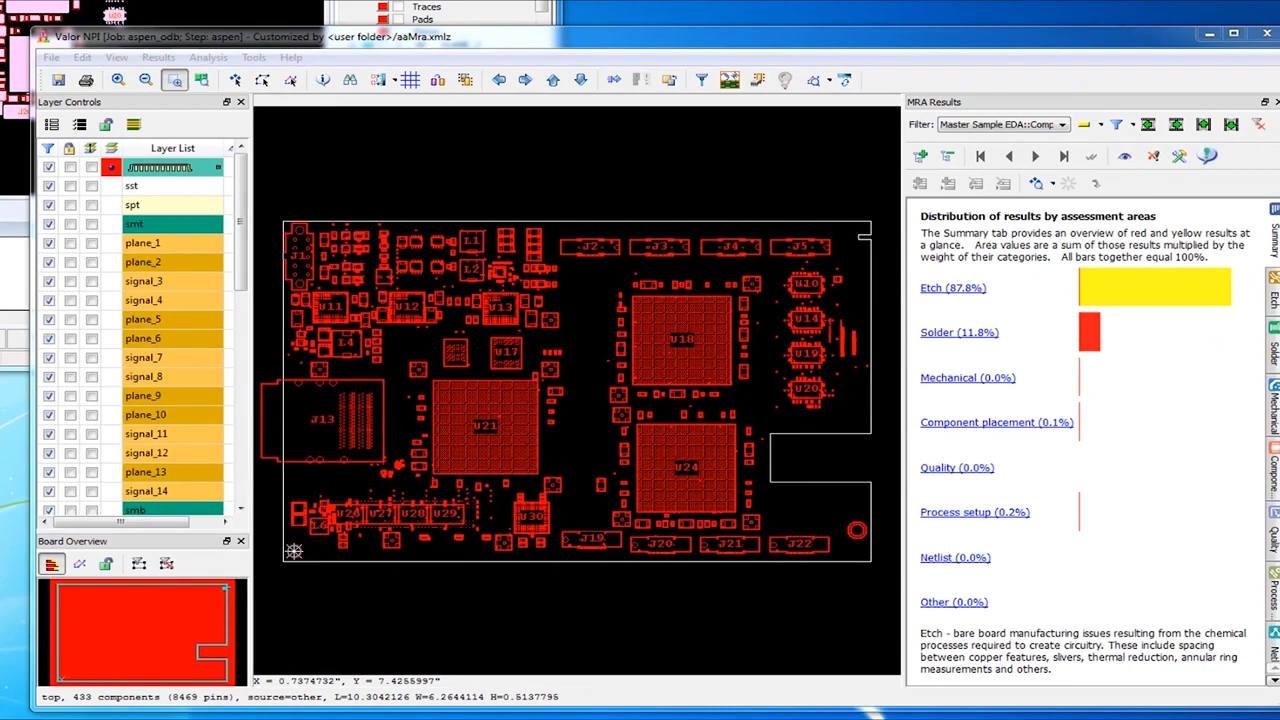 Traces
Pads
Valor NPI [Job: aspen_odb; Step: aspen] - Customized by <user folder>/aaMra.xmlz
File Edit View Results Analysis Tools Help
Layer Controls
Layer List
sst
spt
smt
plane_1
plane_2
signal_3
signal_4
plane_5
plane_6
signal_7
signal_8
plane_9
plane_10
signal_11
signal_12
plane_13
signal_14
smb
Board Overview
J1
L1
L2
J2
J3
J4
J5
U10
U11
U12
U13
U14
L4
U17
U18
U19
U20
J13
U21
U24
U26
U27
U28
U29
U30
L6
J19
J20
J21
J22
X = 0.7374732", Y = 7.4255997"
top, 433 components (8469 pins), source=other, L=10.3042126 W=6.2644114 H=0.5137795
MRA Results
Filter: Master Sample EDA::Comp
Distribution of results by assessment areas
The Summary tab provides an overview of red and yellow results
at a glance. Area values are a sum of those results multiplied by the
weight of their categories. All bars together equal 100%.
Etch (87.8%)
Solder (11.8%)
Mechanical (0.0%)
Component placement (0.1%)
Quality (0.0%)
Process setup (0.2%)
Netlist (0.0%)
Other (0.0%)
Etch - bare board manufacturing issues resulting from the chemical
processes required to create circuitry. These include spacing
between copper features, slivers, thermal reduction, annular ring
measurements and others.
Etch
Solder
Mechanical
Compone
Quality
Process
Net